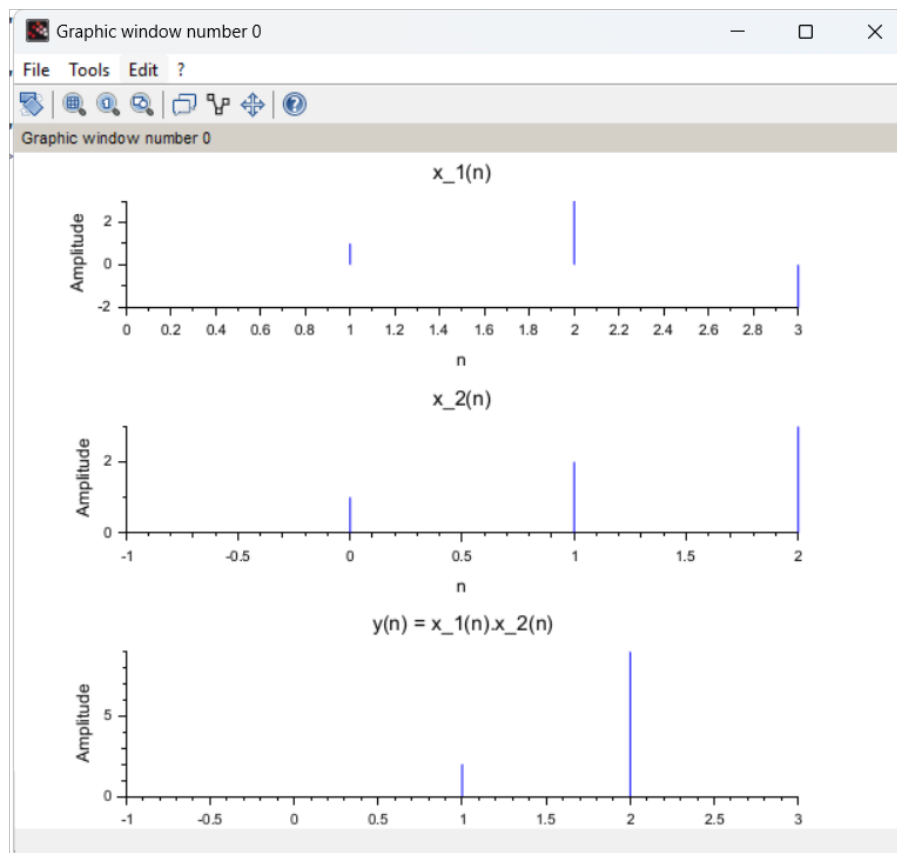 Graphic window number 0
File Tools Edit ?
Graphic window number 0
x_1(n)
Amplitude
2
0
-2
0 0.2 0.4 0.6 0.8 1 1.2 1.4 1.6 1.8 2 2.2 2.4 2.6 2.8 3
n
x_2(n)
Amplitude
2
0
-1 -0.5 0 0.5 1 1.5 2
n
y(n) = x_1(n).x_2(n)
Amplitude
5
0
-1 -0.5 0 0.5 1 1.5 2 2.5 3